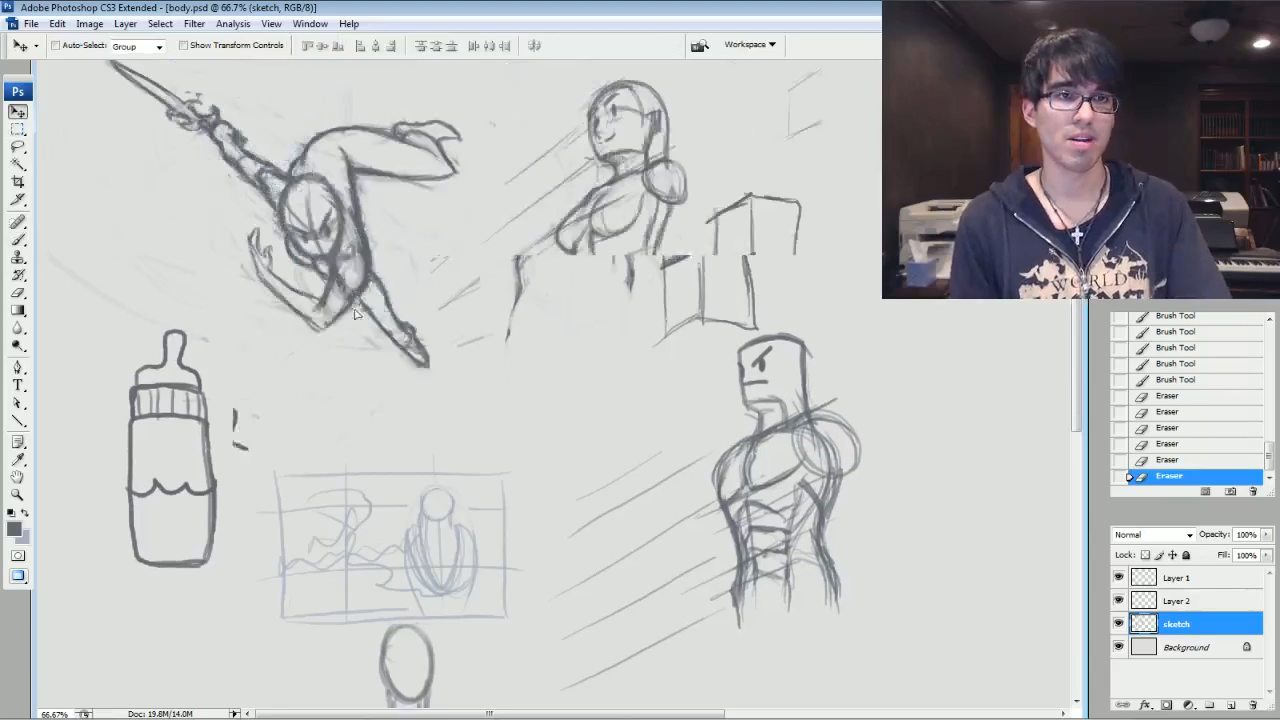 Adobe Photoshop CS3 Extended - [body.psd @ 66.7% (sketch, RGB/8)]
File Edit Image Layer Select Filter Analysis View Window Help
Auto-Select: Group Show Transform Controls Workspace
Ps
T
WORLD
Brush Tool
Brush Tool
Brush Tool
Brush Tool
Brush Tool
Eraser
Eraser
Eraser
Eraser
Eraser
Eraser
Normal Opacity: 100%
Lock: Fill: 100%
Layer 1
Layer 2
sketch
Background
66.67% Doc: 19.8M/14.0M